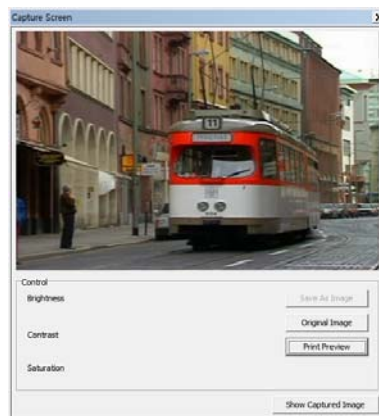 Capture Screen
X
11
Control
Brightness
Save As Image
Original Image
Contrast
Print Preview
Saturation
Show Captured Image